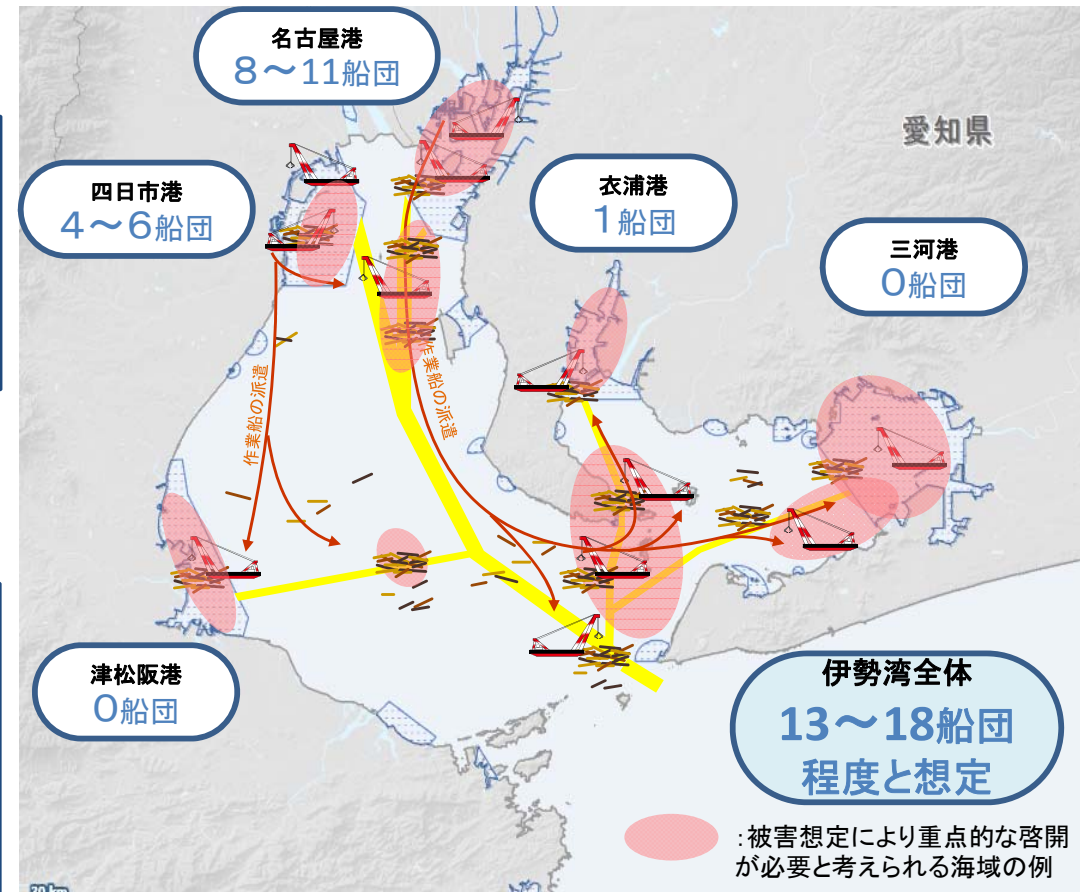 名古屋港
8～11船団
愛知県
四日市港
4～6船団
衣浦港
1船団
三河港
0船団
作業船の派遣
作業船の派遣
津松阪港
0船団
伊勢湾全体
13～18船団
程度と想定
:被害想定により重点的な啓開
が必要と考えられる海域の例